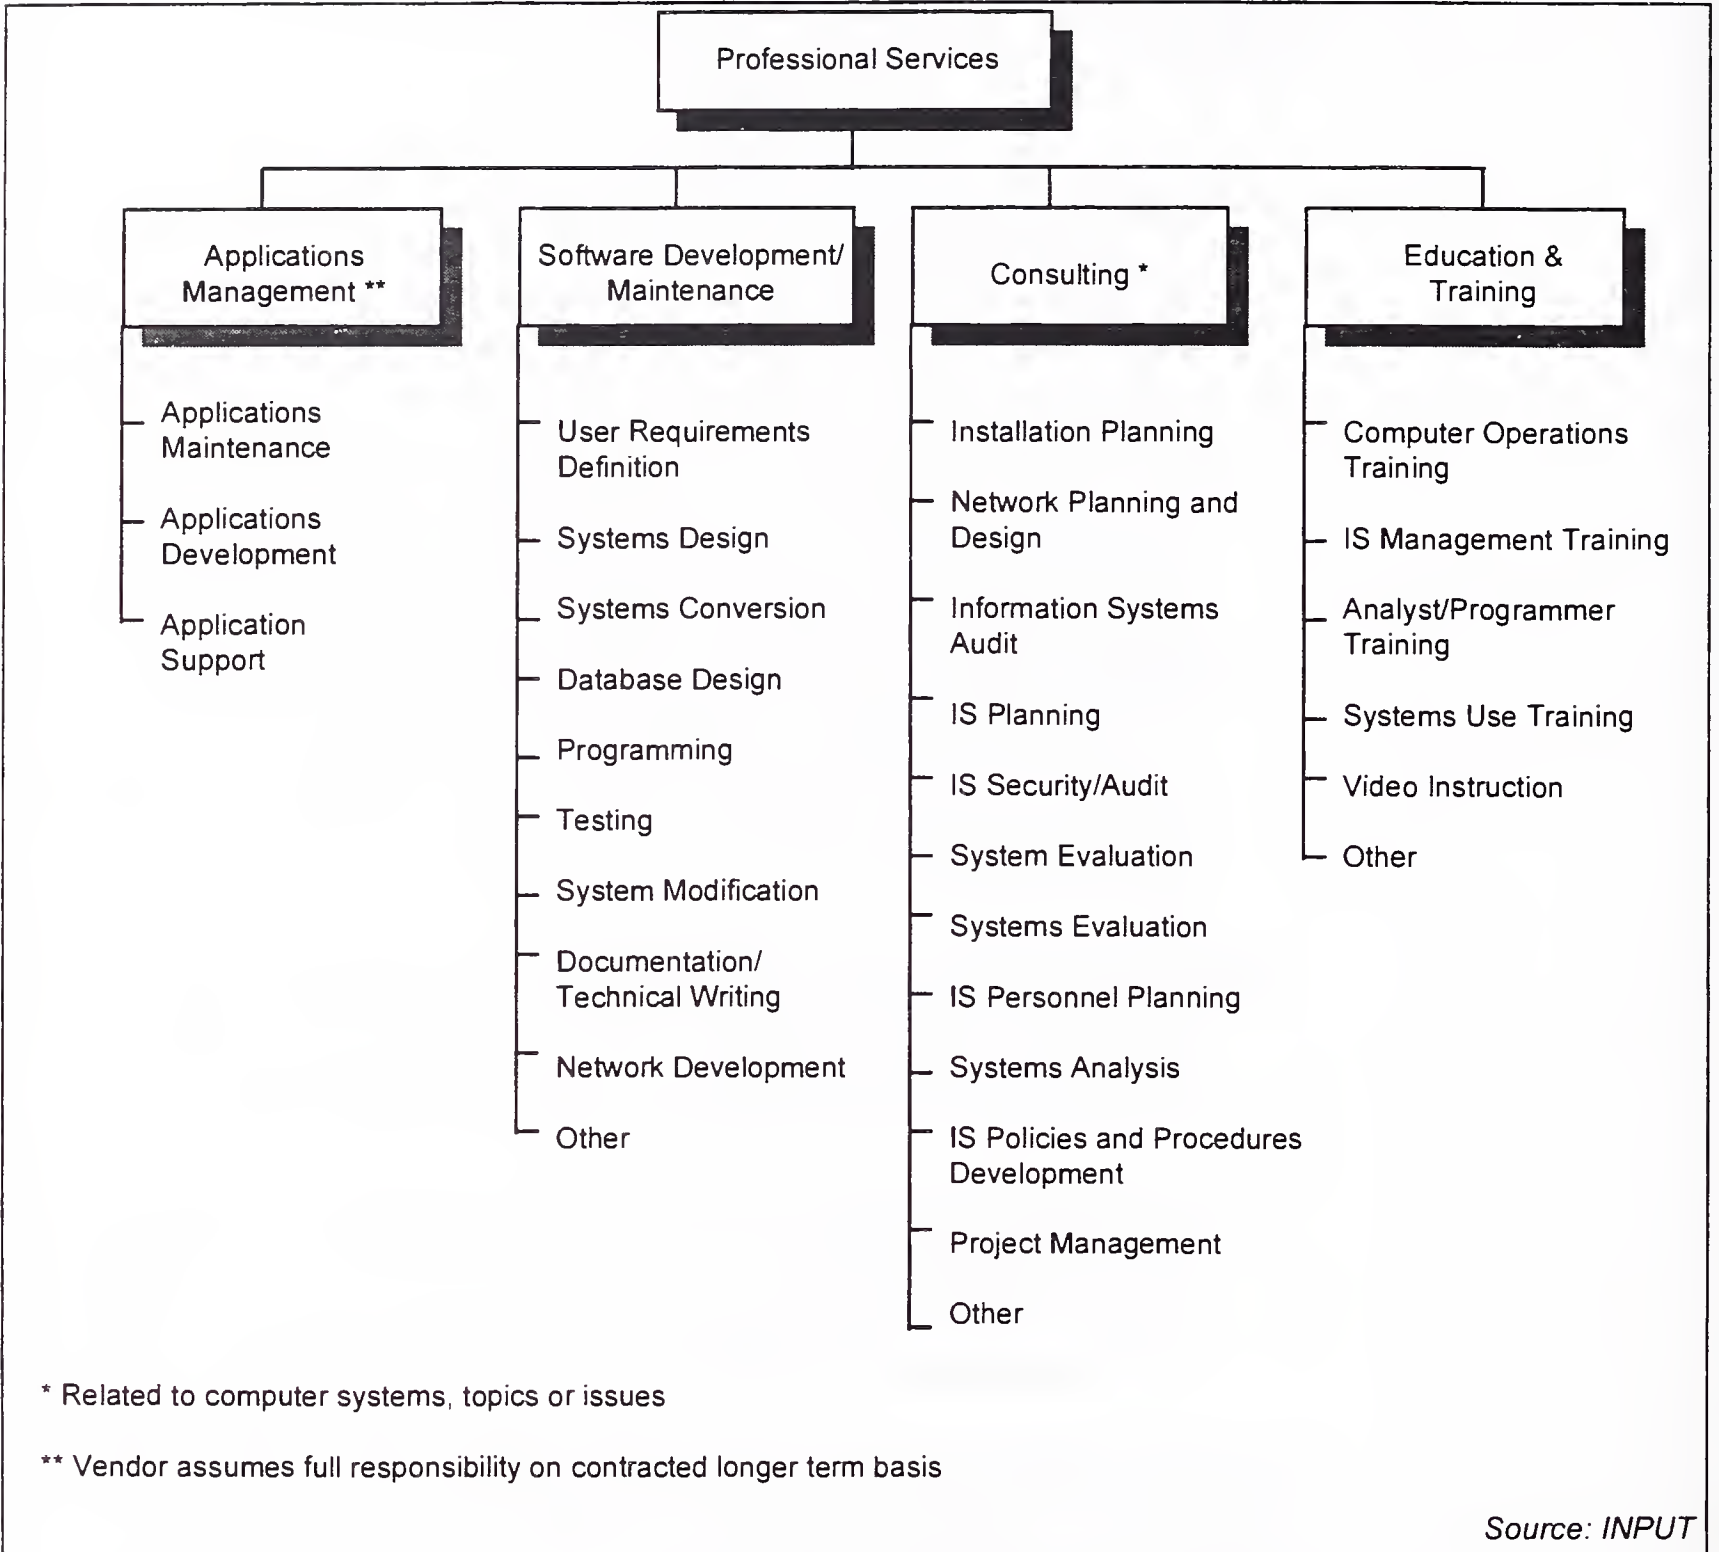 Professional Services
Applications
Management **
Applications
Maintenance
Applications
Development
Application
Support
Software Development/
Maintenance
User Requirements
Definition
Systems Design
Systems Conversion
Database Design
Programming
Testing
System Modification
Documentation/
Technical Writing
Network Development
Other
Consulting *
Installation Planning
Network Planning and
Design
Information Systems
Audit
IS Planning
IS Security/Audit
System Evaluation
Systems Evaluation
IS Personnel Planning
Systems Analysis
IS Policies and Procedures
Development
Project Management
Other
Education &
Training
Computer Operations
Training
IS Management Training
Analyst/Programmer
Training
Systems Use Training
Video Instruction
Other
* Related to computer systems, topics or issues
** Vendor assumes full responsibility on contracted longer term basis
Source: INPUT